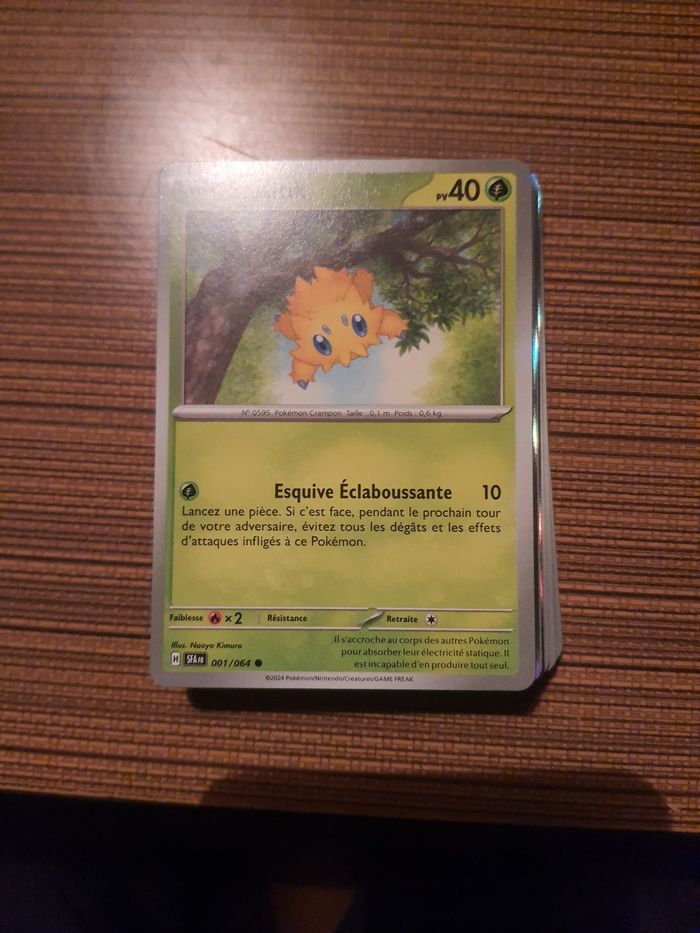 PV 40
N° 0595 Pokémon Crampon Taille : 0,1 m Poids : 0,6 kg
Esquive Éclaboussante 10
Lancez une pièce. Si c'est face, pendant le prochain tour
de votre adversaire, évitez tous les dégâts et les effets
d'attaques infligés à ce Pokémon.
Faiblesse ×2 Résistance Retraite
Illus. Naoyo Kimura
H SFA FR 001/064
Il s'accroche au corps des autres Pokémon
pour absorber leur électricité statique. Il
est incapable d'en produire tout seul.
©2024 Pokémon/Nintendo/Creatures/GAME FREAK